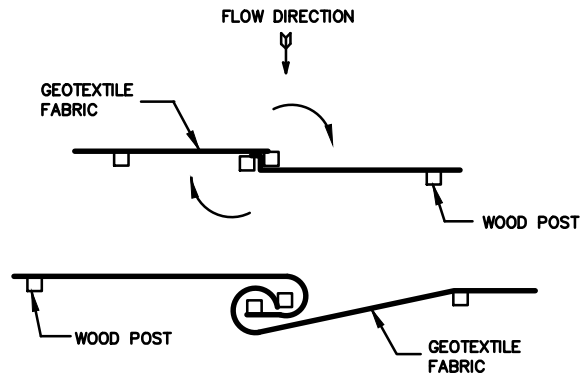 FLOW DIRECTION
GEOTEXTILE
FABRIC
WOOD POST
WOOD POST
GEOTEXTILE
FABRIC